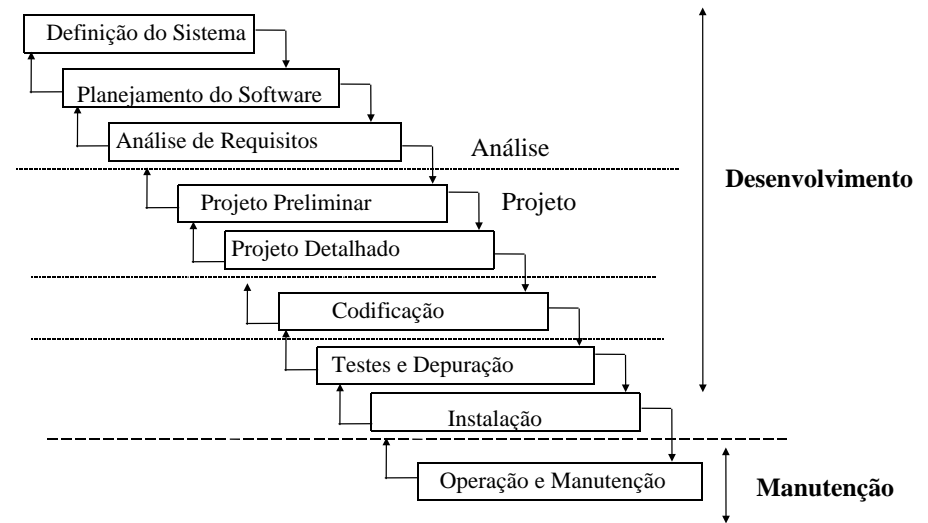 Definição do Sistema
Planejamento do Software
Análise de Requisitos
Análise
Desenvolvimento
Projeto Preliminar
Projeto
Projeto Detalhado
Codificação
Testes e Depuração
Instalação
Operação e Manutenção
Manutenção